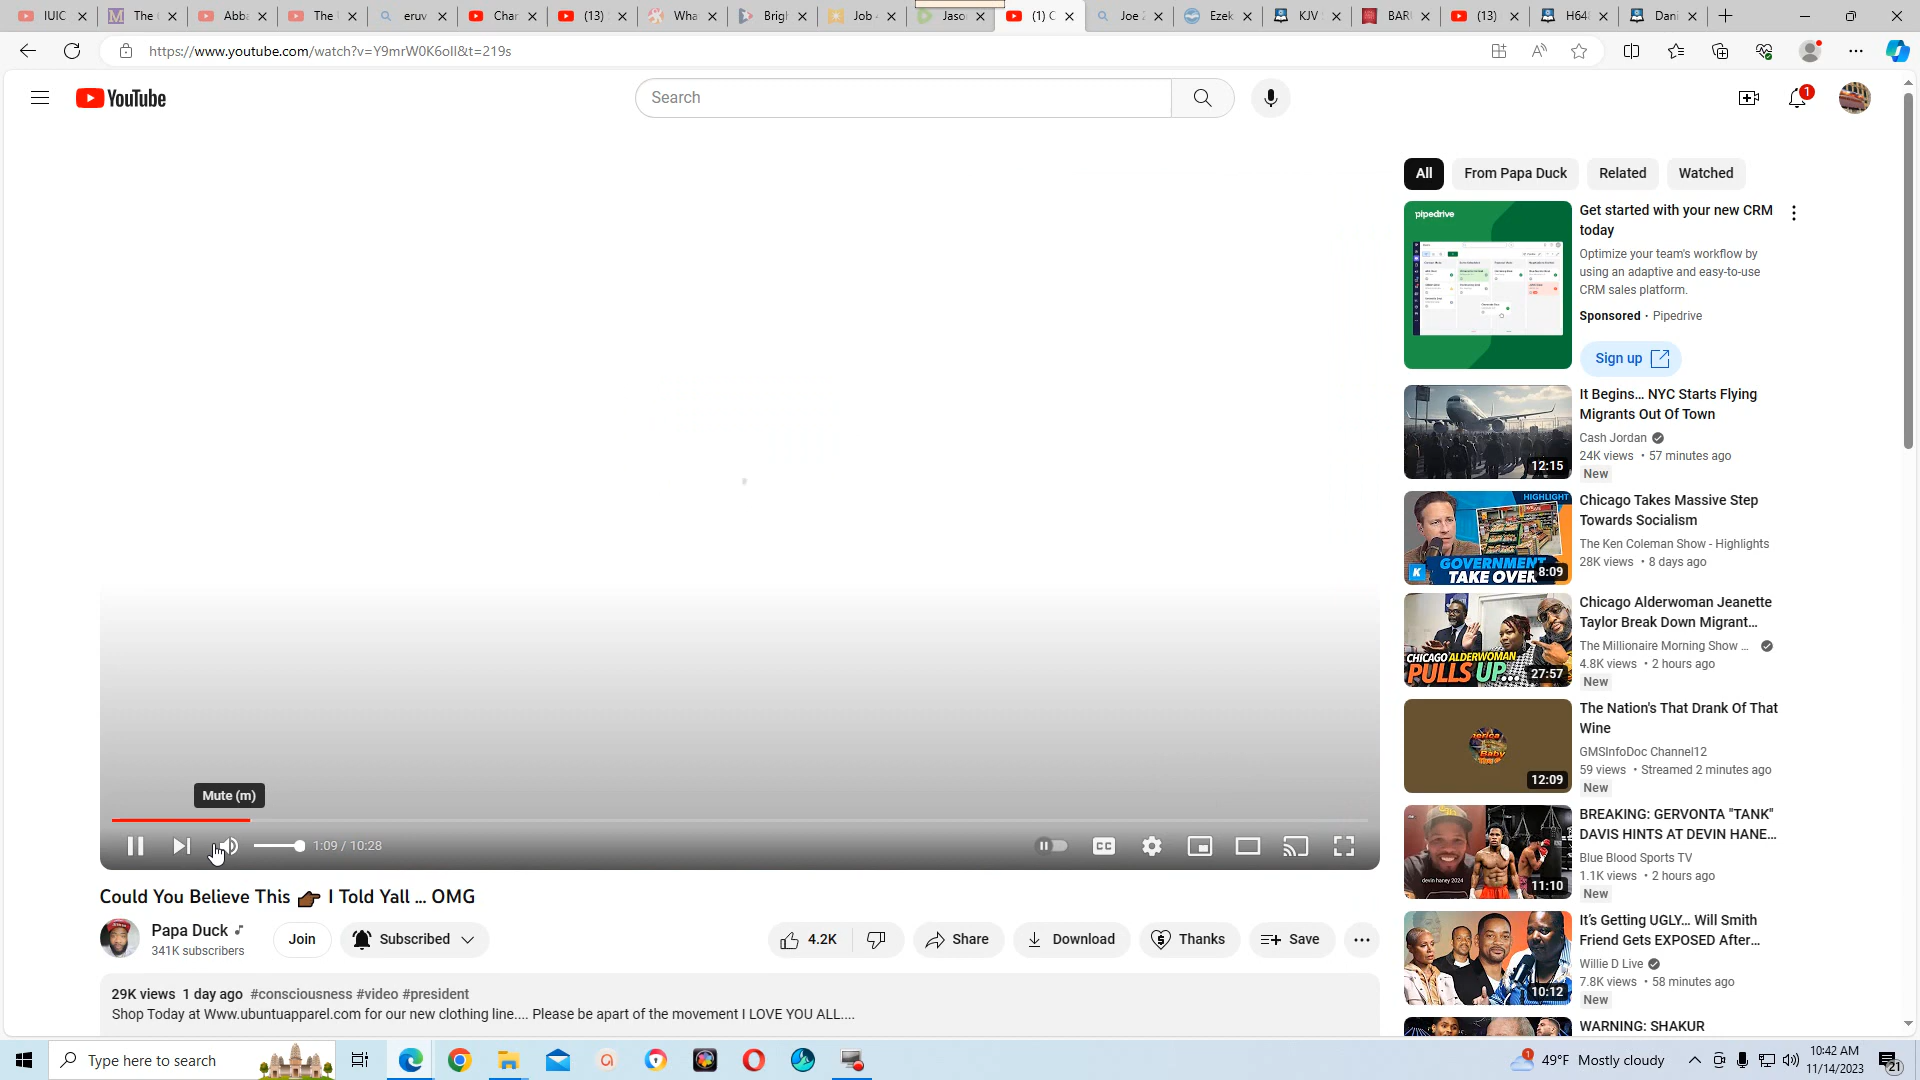 IUIC
The
Abba
The
eruv
Char
(13)
Wha
Brigh
Job
Jaso
(1) C
Joe
Ezek
KJV
BAR
(13)
H64
Dani
https://www.youtube.com/watch?v=Y9mrW0K6oII&t=219s
YouTube
Search
1
All
From Papa Duck
Related
Watched
pipedrive
Get started with your new CRM
today
Optimize your team's workflow by
using an adaptive and easy-to-use
CRM sales platform.
Sponsored · Pipedrive
Sign up
12:15
It Begins... NYC Starts Flying
Migrants Out Of Town
Cash Jordan
24K views • 57 minutes ago
New
HIGHLIGHT
GOVERNMENT
TAKE OVER
8:09
K
Chicago Takes Massive Step
Towards Socialism
The Ken Coleman Show - Highlights
28K views • 8 days ago
CHICAGO ALDERWOMAN
PULLS UP...
27:57
Chicago Alderwoman Jeanette
Taylor Break Down Migrant...
The Millionaire Morning Show ...
4.8K views • 2 hours ago
New
Baby
12:09
The Nation's That Drank Of That
Wine
GMSInfoDoc Channel12
59 views • Streamed 2 minutes ago
New
devin haney 2024
11:10
BREAKING: GERVONTA "TANK"
DAVIS HINTS AT DEVIN HANE...
Blue Blood Sports TV
1.1K views • 2 hours ago
New
10:12
It's Getting UGLY... Will Smith
Friend Gets EXPOSED After...
Willie D Live
7.8K views • 58 minutes ago
New
WARNING: SHAKUR
Mute (m)
1:09 / 10:28
CC
Could You Believe This 👉🏾 I Told Yall ... OMG
Papa Duck
341K subscribers
Join
Subscribed
4.2K
Share
Download
Thanks
Save
29K views 1 day ago #consciousness #video #president
Shop Today at Www.ubuntuapparel.com for our new clothing line.... Please be apart of the movement I LOVE YOU ALL....
Type here to search
1
49°F Mostly cloudy
10:42 AM
11/14/2023
21